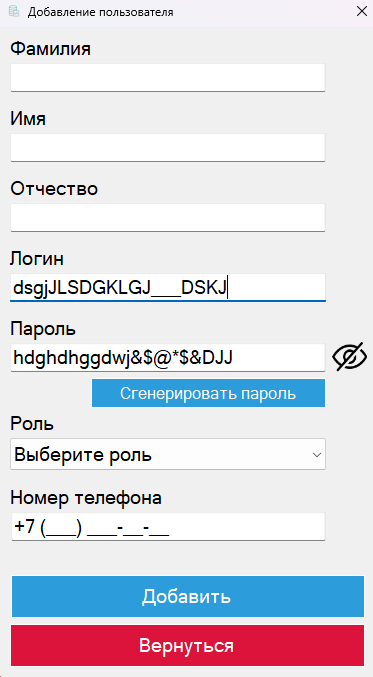 Добавление пользователя
Фамилия
Имя
Отчество
Логин
dsgjJLSDGKLGJ___DSKJ
Пароль
hdghdhggdwj&$@*$&DJJ
Сгенерировать пароль
Роль
Выберите роль
Номер телефона
+7 (___) ___-__-__
Добавить
Вернуться